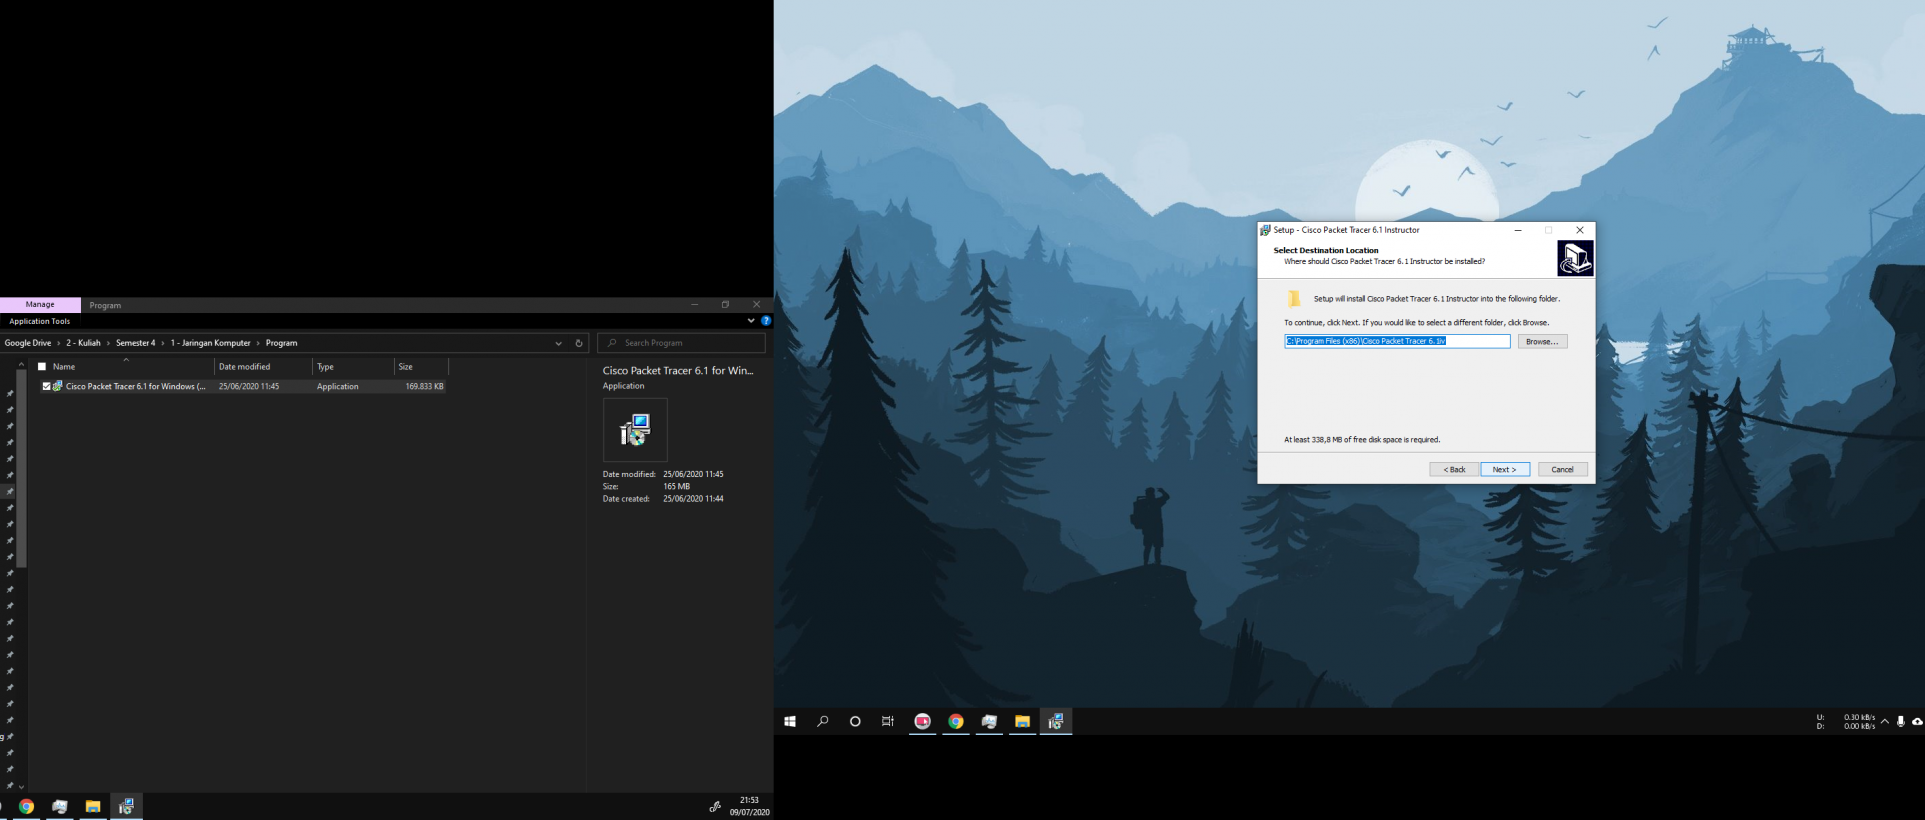 Manage
Program
Application Tools
Google Drive > 2 - Kuliah > Semester 4 > 1 - Jaringan Komputer > Program
Search Program
Name Date modified Type Size
Cisco Packet Tracer 6.1 for Windows (... 25/06/2020 11:45 Application 169.833 KB
Cisco Packet Tracer 6.1 for Win...
Application
Date modified: 25/06/2020 11:45
Size: 165 MB
Date created: 25/06/2020 11:44
g
21:53
09/07/2020
Setup - Cisco Packet Tracer 6.1 Instructor
Select Destination Location
Where should Cisco Packet Tracer 6.1 Instructor be installed?
Setup will install Cisco Packet Tracer 6.1 Instructor into the following folder.
To continue, click Next. If you would like to select a different folder, click Browse.
C:\Program Files (x86)\Cisco Packet Tracer 6.1iv
Browse...
At least 338,8 MB of free disk space is required.
< Back Next > Cancel
U: 0.30 kB/s
D: 0.00 kB/s